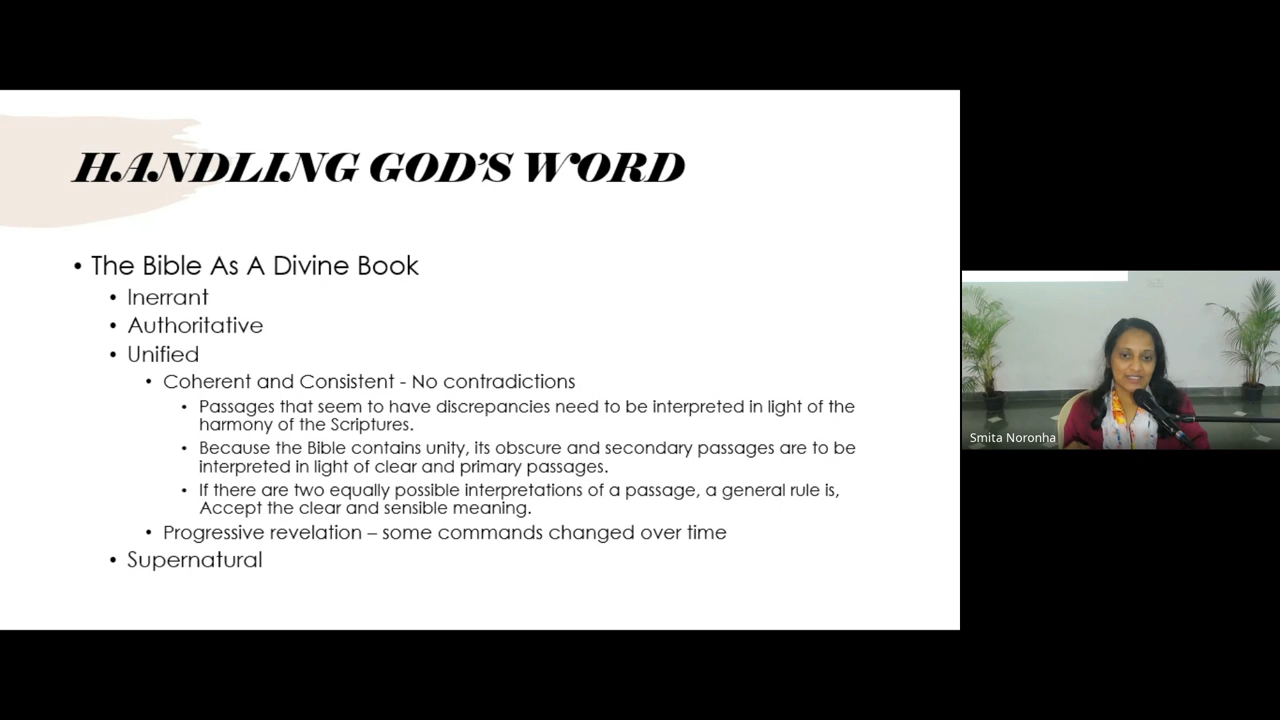 HANDLING GOD'S WORD
• The Bible As A Divine Book
• Inerrant
• Authoritative
• Unified
• Coherent and Consistent - No contradictions
• Passages that seem to have discrepancies need to be interpreted in light of the
harmony of the Scriptures.
• Because the Bible contains unity, its obscure and secondary passages are to be
interpreted in light of clear and primary passages.
• If there are two equally possible interpretations of a passage, a general rule is,
Accept the clear and sensible meaning.
• Progressive revelation – some commands changed over time
• Supernatural
Smita Noronha